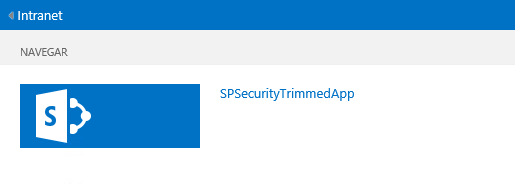 Intranet
NAVEGAR
S
SPSecurityTrimmedApp